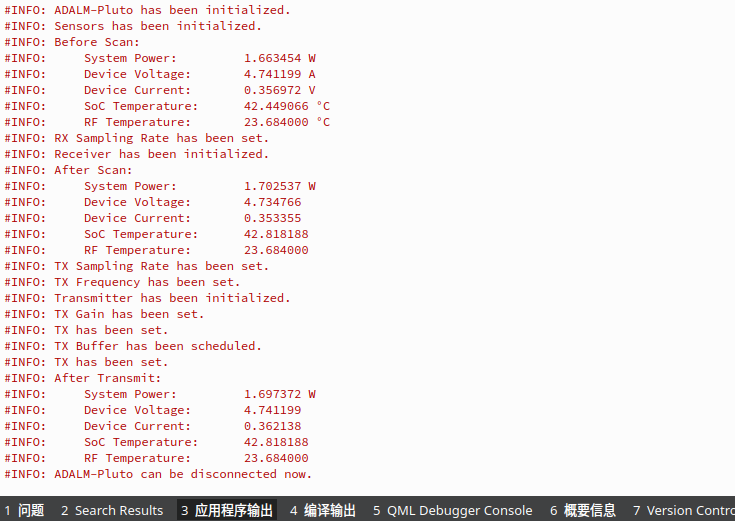 #INFO: ADALM-Pluto has been initialized.
#INFO: Sensors has been initialized.
#INFO: Before Scan:
#INFO:     System Power:         1.663454 W
#INFO:     Device Voltage:       4.741199 A
#INFO:     Device Current:       0.356972 V
#INFO:     SoC Temperature:      42.449066 °C
#INFO:     RF Temperature:       23.684000 °C
#INFO: RX Sampling Rate has been set.
#INFO: Receiver has been initialized.
#INFO: After Scan:
#INFO:     System Power:         1.702537 W
#INFO:     Device Voltage:       4.734766
#INFO:     Device Current:       0.353355
#INFO:     SoC Temperature:      42.818188
#INFO:     RF Temperature:       23.684000
#INFO: TX Sampling Rate has been set.
#INFO: TX Frequency has been set.
#INFO: Transmitter has been initialized.
#INFO: TX Gain has been set.
#INFO: TX has been set.
#INFO: TX Buffer has been scheduled.
#INFO: TX has been set.
#INFO: After Transmit:
#INFO:     System Power:         1.697372 W
#INFO:     Device Voltage:       4.741199
#INFO:     Device Current:       0.362138
#INFO:     SoC Temperature:      42.818188
#INFO:     RF Temperature:       23.684000
#INFO: ADALM-Pluto can be disconnected now.
1 问题 2 Search Results 3 应用程序输出 4 编译输出 5 QML Debugger Console 6 概要信息 7 Version Contro